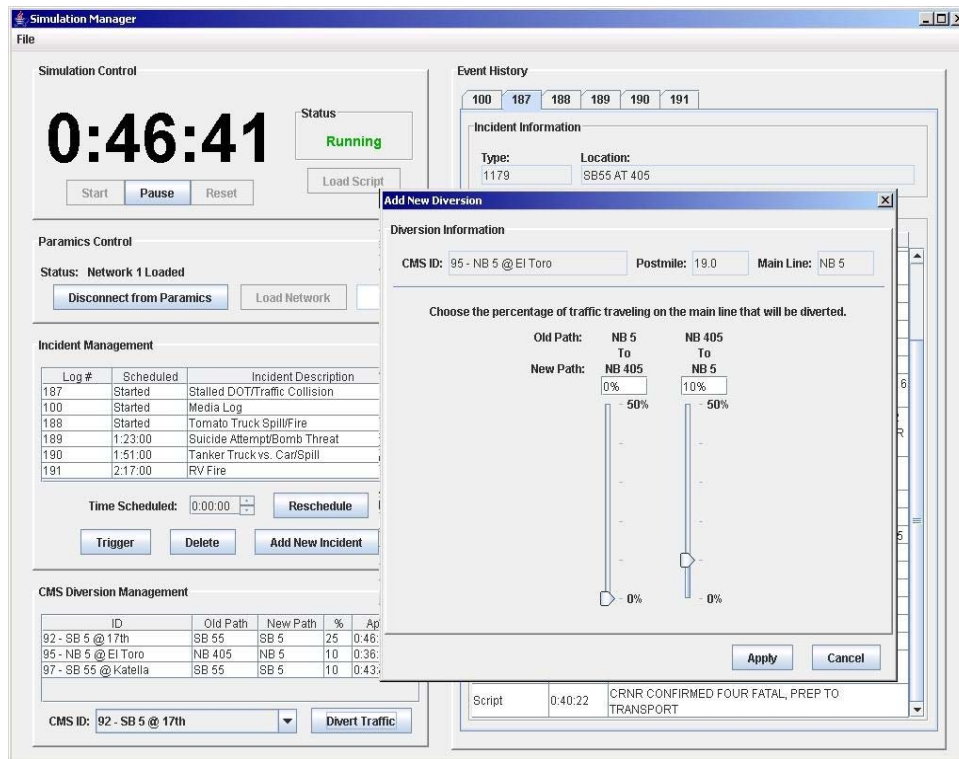 Simulation Manager
File
Simulation Control
0:46:41
Status
Running
Start Pause Reset
Load Script
Paramics Control
Status: Network 1 Loaded
Disconnect from Paramics Load Network
Incident Management
Log # Scheduled Incident Description
187 Started Stalled DOT/Traffic Collision
100 Started Media Log
188 Started Tomato Truck Spill/Fire
189 1:23:00 Suicide Attempt/Bomb Threat
190 1:51:00 Tanker Truck vs. Car/Spill
191 2:17:00 RV Fire
Time Scheduled: 0:00:00 Reschedule
Trigger Delete Add New Incident
CMS Diversion Management
ID Old Path New Path % Ap
92 - SB 5 @ 17th SB 55 SB 5 25 0:46:
95 - NB 5 @ El Toro NB 405 NB 5 10 0:36:
97 - SB 55 @ Katella SB 55 SB 5 10 0:43:
CMS ID: 92 - SB 5 @ 17th Divert Traffic
Event History
100 187 188 189 190 191
Incident Information
Type: Location:
1179 SB55 AT 405
Add New Diversion
Diversion Information
CMS ID: 95 - NB 5 @ El Toro Postmile: 19.0 Main Line: NB 5
Choose the percentage of traffic traveling on the main line that will be diverted.
Old Path: NB 5 NB 405
To To
New Path: NB 405 NB 5
0% 10%
50% 50%
0% 0%
Apply Cancel
6
R
5
Script 0:40:22 CRNR CONFIRMED FOUR FATAL, PREP TO
TRANSPORT